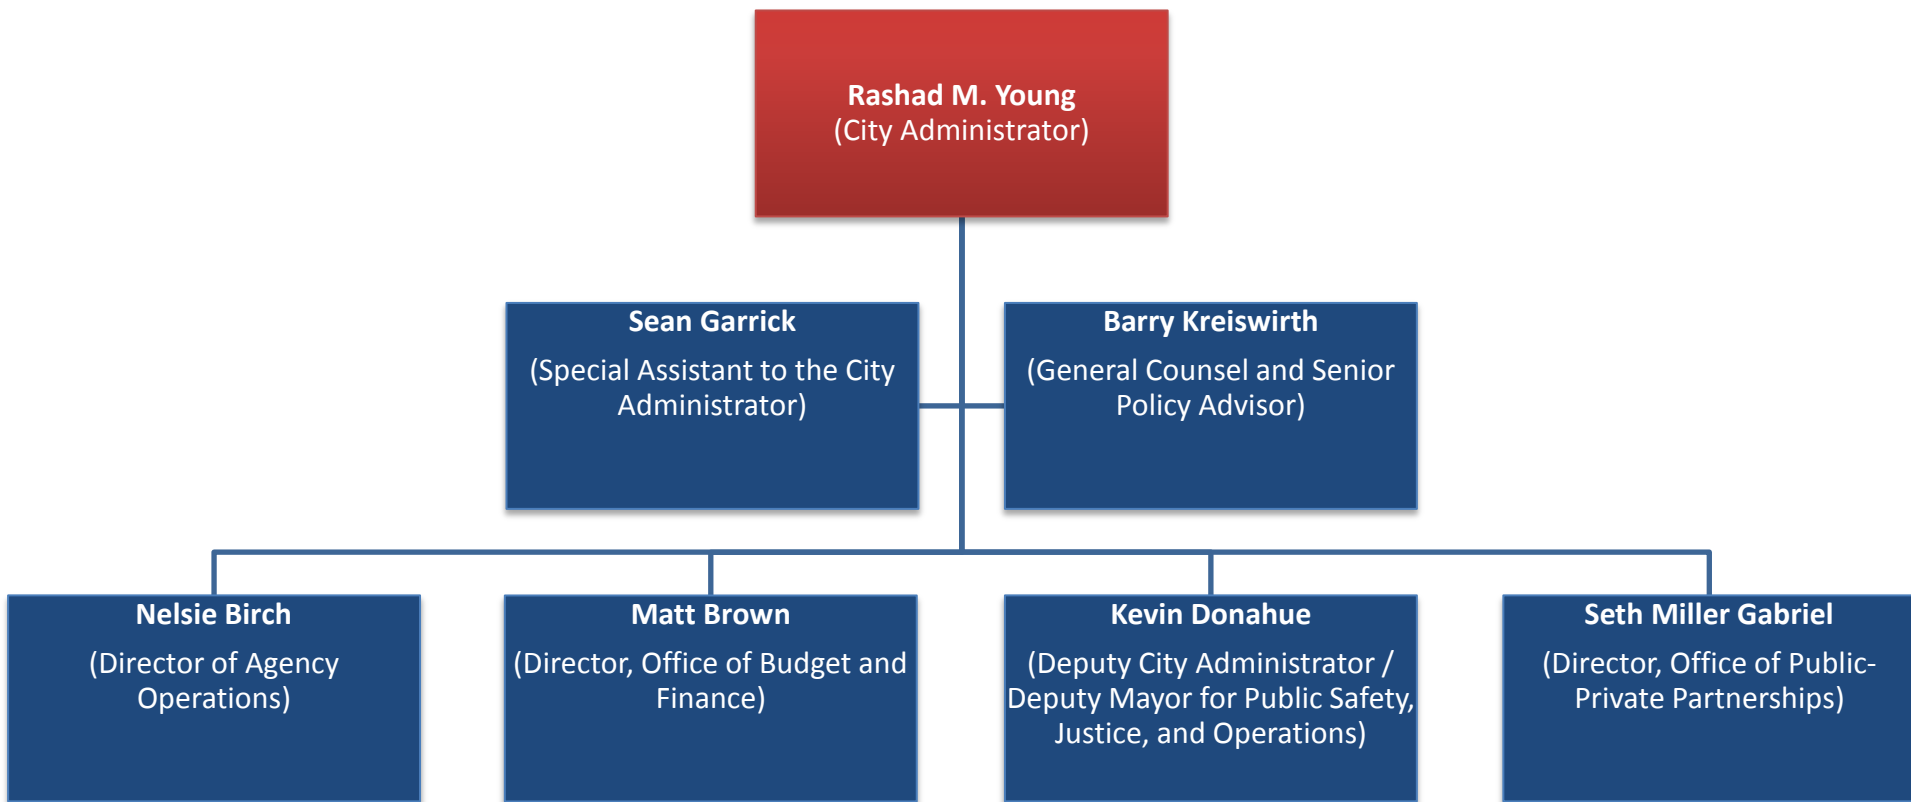 Rashad M. Young
(City Administrator)
Sean Garrick
(Special Assistant to the City
Administrator)
Barry Kreiswirth
(General Counsel and Senior
Policy Advisor)
Nelsie Birch
(Director of Agency
Operations)
Matt Brown
(Director, Office of Budget and
Finance)
Kevin Donahue
(Deputy City Administrator /
Deputy Mayor for Public Safety,
Justice, and Operations)
Seth Miller Gabriel
(Director, Office of Public-
Private Partnerships)